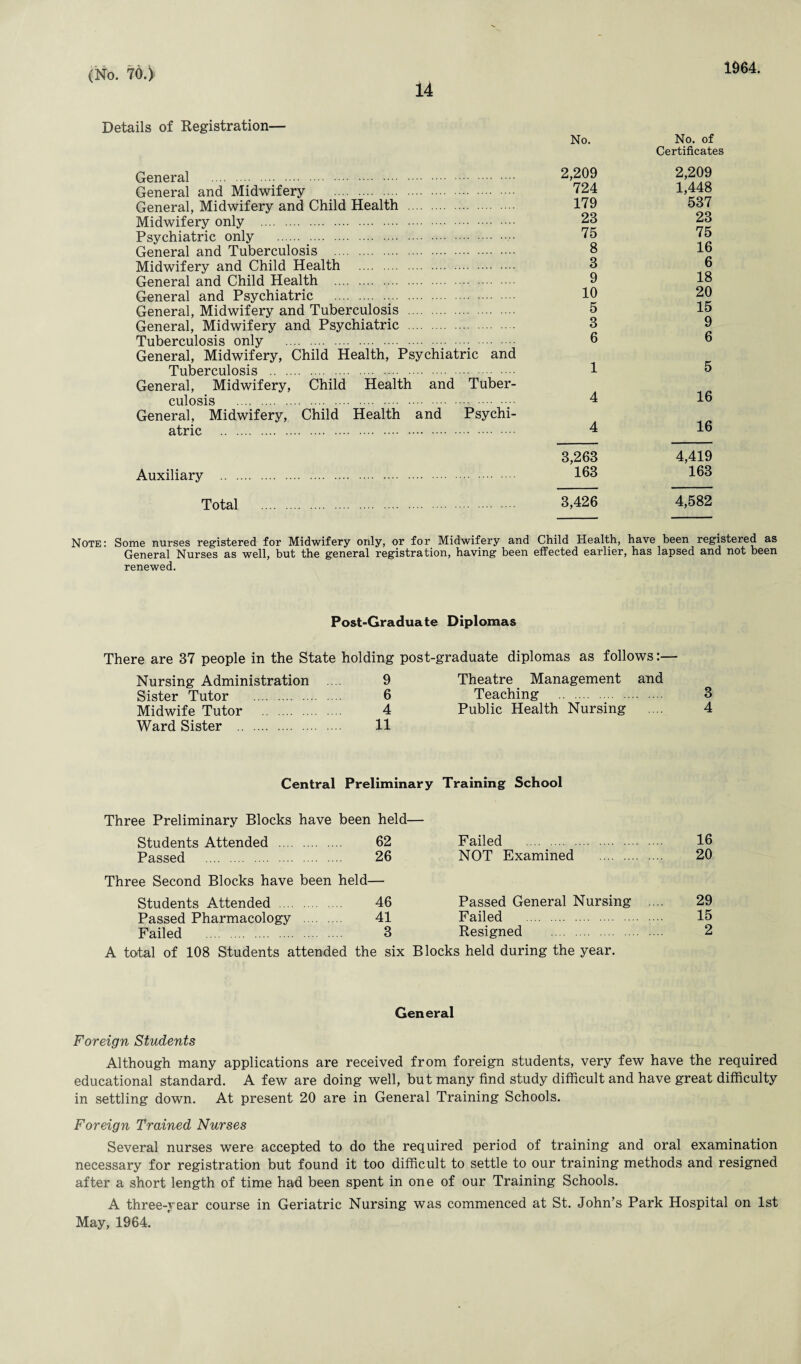 (No. 70.)
1964.
14
Details of Registration—
No. No. of Certificates
General .... 2,209 2,209
General and Midwifery .... 724 1,448
General, Midwifery and Child Health .... 179 537
Midwifery only .... 23 23
Psychiatric only .... 75 75
General and Tuberculosis .... 8 16
Midwifery and Child Health .... 3 6
General and Child Health .... 9 18
General and Psychiatric .... 10 20
General, Midwifery and Tuberculosis .... 5 15
General, Midwifery and Psychiatric .... 3 9
Tuberculosis only .... 6 6
General, Midwifery, Child Health, Psychiatric and
Tuberculosis .... 1 5
General, Midwifery, Child Health and Tuber-
culosis .... 4 16
General, Midwifery, Child Health and Psychi-
atric .... 4 16
3,263 4,419
Auxiliary .... 163 163
Total .... 3,426 4,582
NOTE: Some nurses registered for Midwifery only, or for Midwifery and Child Health, have been registered as
General Nurses as well, but the general registration, having been effected earlier, has lapsed and not been
renewed.
Post-Graduate Diplomas
There are 37 people in the State holding post-graduate diplomas as follows:—
Nursing Administration .... 9
Sister Tutor .... 6
Midwife Tutor .... 4
Ward Sister .... 11
Theatre Management and
Teaching .... 3
Public Health Nursing .... 4
Central Preliminary Training School
Three Preliminary Blocks have been held—
Students Attended .... 62 Failed .... 16
Passed .... 26 NOT Examined .... 20
Three Second Blocks have been held—
Students Attended .... 46 Passed General Nursing .... 29
Passed Pharmacology .... 41 Failed .... 15
Failed .... 3 Resigned .... 2
A total of 108 Students attended the six Blocks held during the year.
General
Foreign Students
Although many applications are received from foreign students, very few have the required
educational standard. A few are doing well, but many find study difficult and have great difficulty
in settling down. At present 20 are in General Training Schools.
Foreign Trained Nurses
Several nurses were accepted to do the required period of training and oral examination
necessary for registration but found it too difficult to settle to our training methods and resigned
after a short length of time had been spent in one of our Training Schools.
A three-year course in Geriatric Nursing was commenced at St. John's Park Hospital on 1st
May, 1964.